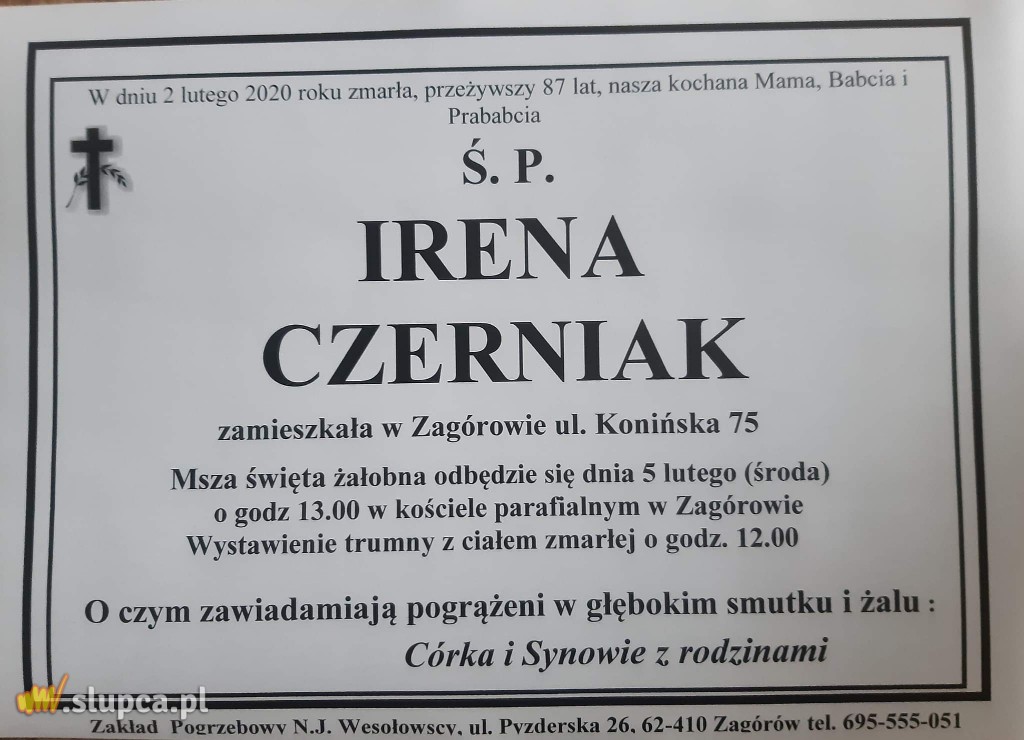 W dniu 2 lutego 2020 roku zmarła, przeżywszy 87 lat, nasza kochana Mama, Babcia i
Prababcia
Ś. P.
IRENA
CZERNIAK
zamieszkała w Zagórowie ul. Konińska 75
Msza święta żałobna odbędzie się dnia 5 lutego (środa)
o godz 13.00 w kościele parafialnym w Zagórowie
Wystawienie trumny z ciałem zmarłej o godz. 12.00
O czym zawiadamiają pogrążeni w głębokim smutku i żalu :
Córka i Synowie z rodzinami
w.slupca.pl
Zakład Pogrzebowy N.J. Wesołowscy, ul. Pyzderska 26, 62-410 Zagórów tel. 695-555-051